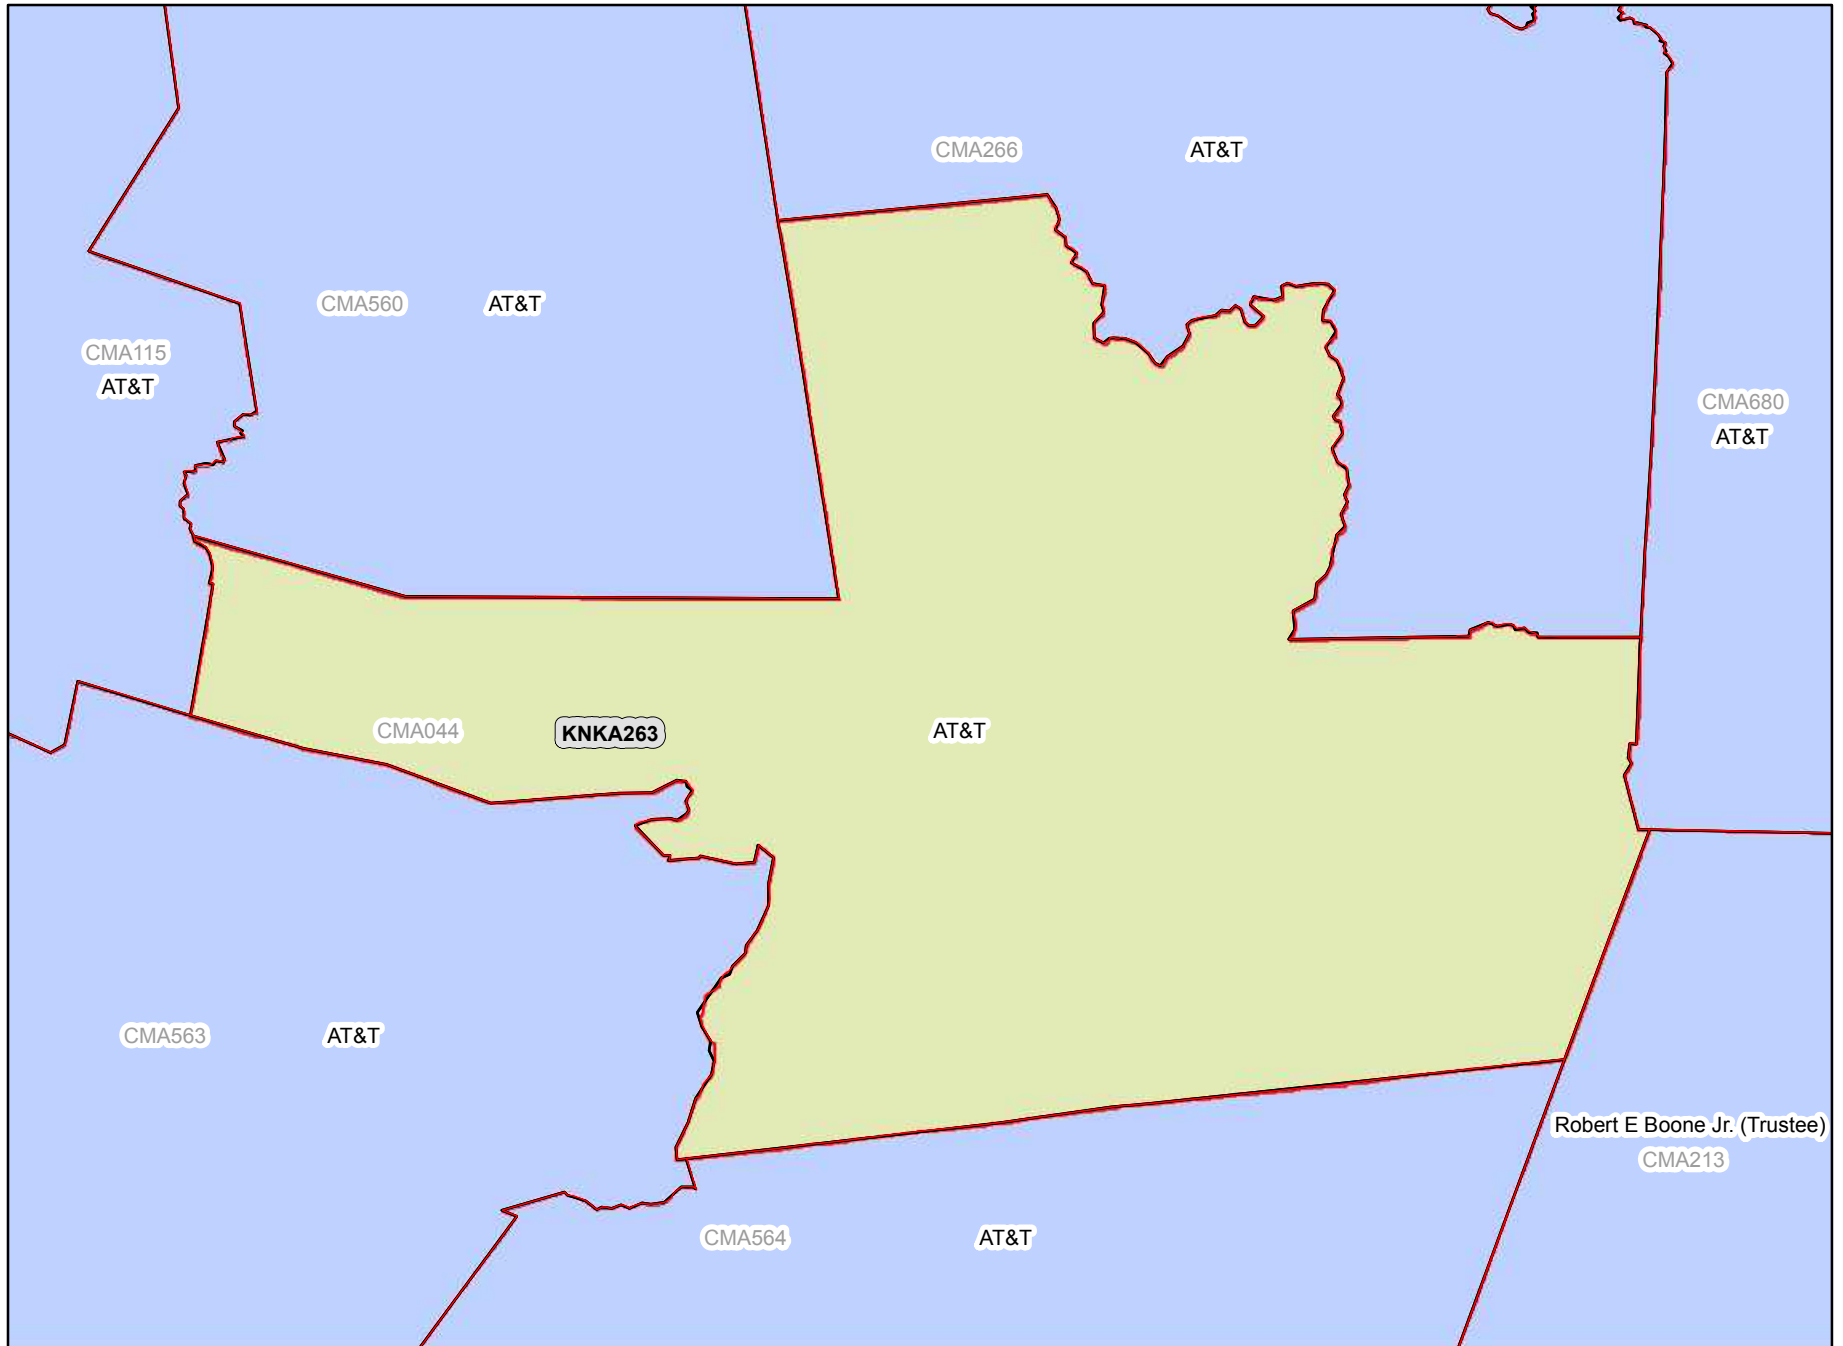 CMA266 AT&T
CMA560 AT&T
CMA115
AT&T
CMA680
AT&T
CMA044 KNKA263 AT&T
CMA563 AT&T
Robert E Boone Jr. (Trustee)
CMA213
CMA564 AT&T